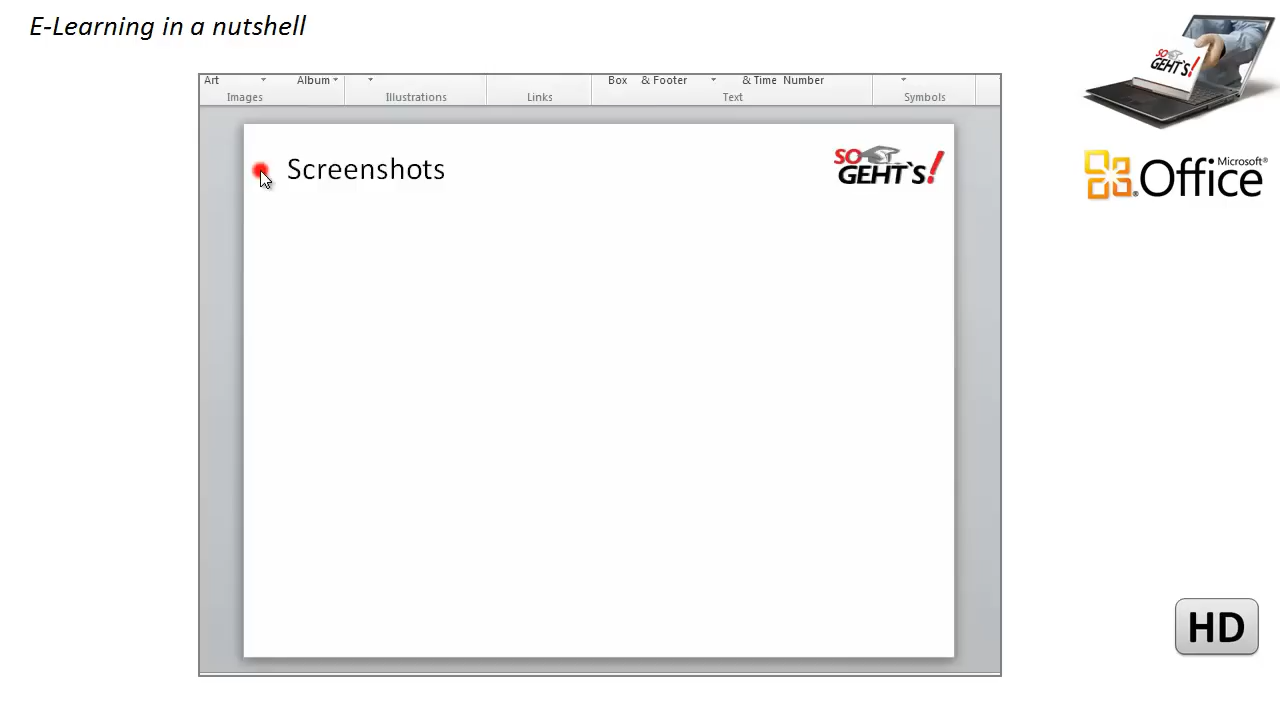 E-Learning in a nutshell
SO GEHT`S!
Art Album Box & Footer & Time Number
Images Illustrations Links Text Symbols
Screenshots
SO
GEHT`S!
Microsoft®
Office
HD